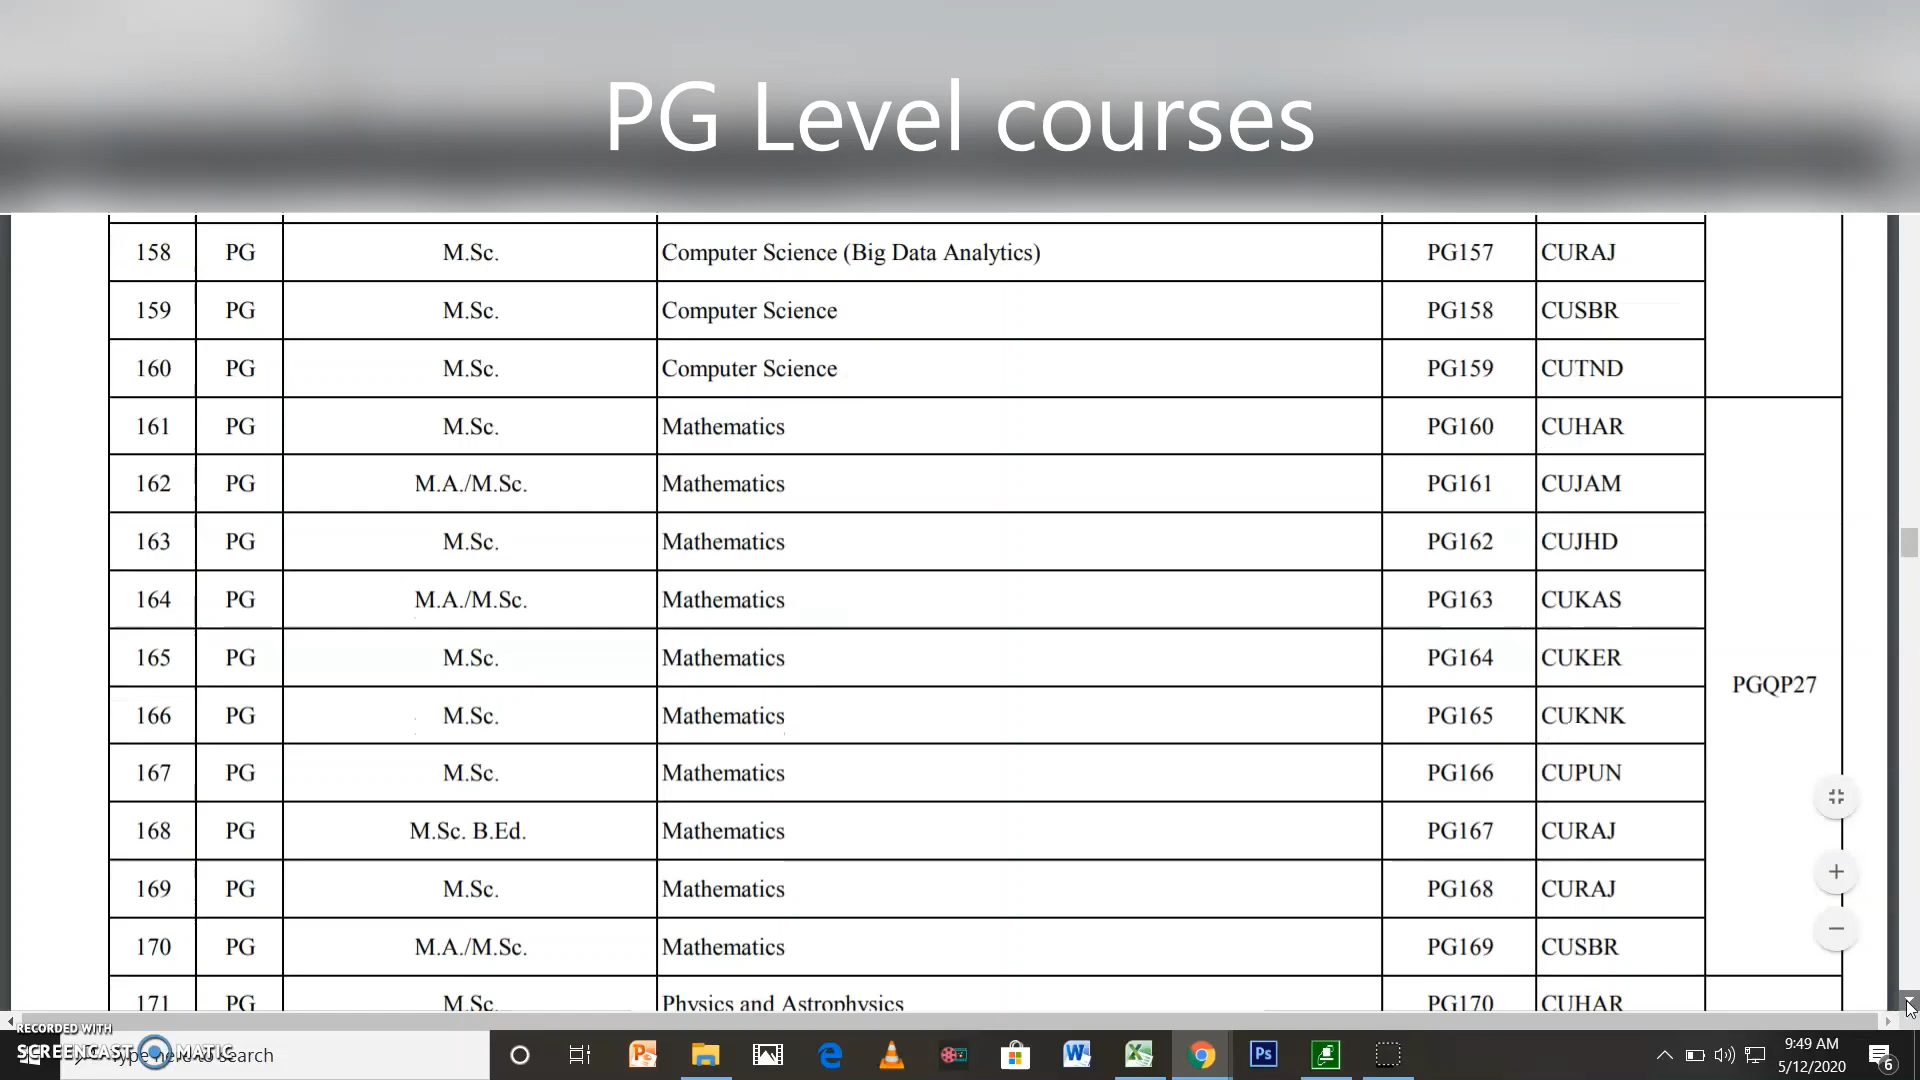 PG Level courses
158 PG M.Sc. Computer Science (Big Data Analytics) PG157 CURAJ
159 PG M.Sc. Computer Science PG158 CUSBR
160 PG M.Sc. Computer Science PG159 CUTND
161 PG M.Sc. Mathematics PG160 CUHAR
162 PG M.A./M.Sc. Mathematics PG161 CUJAM
163 PG M.Sc. Mathematics PG162 CUJHD
164 PG M.A./M.Sc. Mathematics PG163 CUKAS
165 PG M.Sc. Mathematics PG164 CUKER
PGQP27
166 PG M.Sc. Mathematics PG165 CUKNK
167 PG M.Sc. Mathematics PG166 CUPUN
168 PG M.Sc. B.Ed. Mathematics PG167 CURAJ
169 PG M.Sc. Mathematics PG168 CURAJ
170 PG M.A./M.Sc. Mathematics PG169 CUSBR
171 PG M.Sc. Physics and Astrophysics PG170 CUHAR
RECORDED WITH
SCREENCAST MATIC
Type here to search
9:49 AM
5/12/2020
6